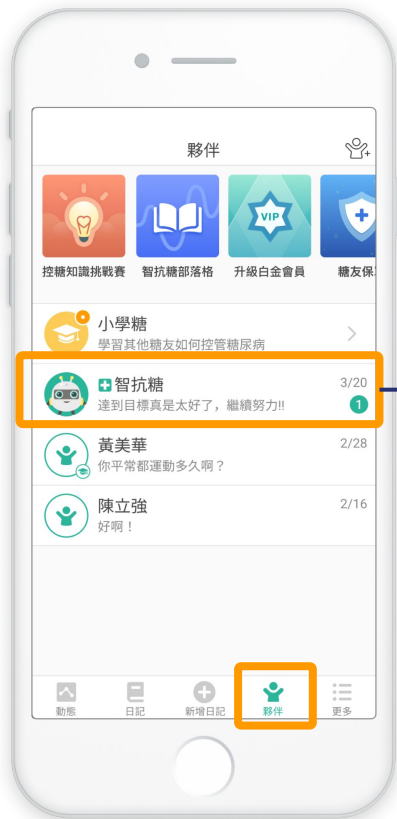 夥伴
VIP
控糖知識挑戰賽
智抗糖部落格
升級白金會員
糖友保
小學糖
學習其他糖友如何控管糖尿病
智抗糖
3/20
達到目標真是太好了，繼續努力!!
1
黃美華
2/28
你平常都運動多久啊？
陳立強
2/16
好啊！
動態
日記
新增日記
夥伴
更多